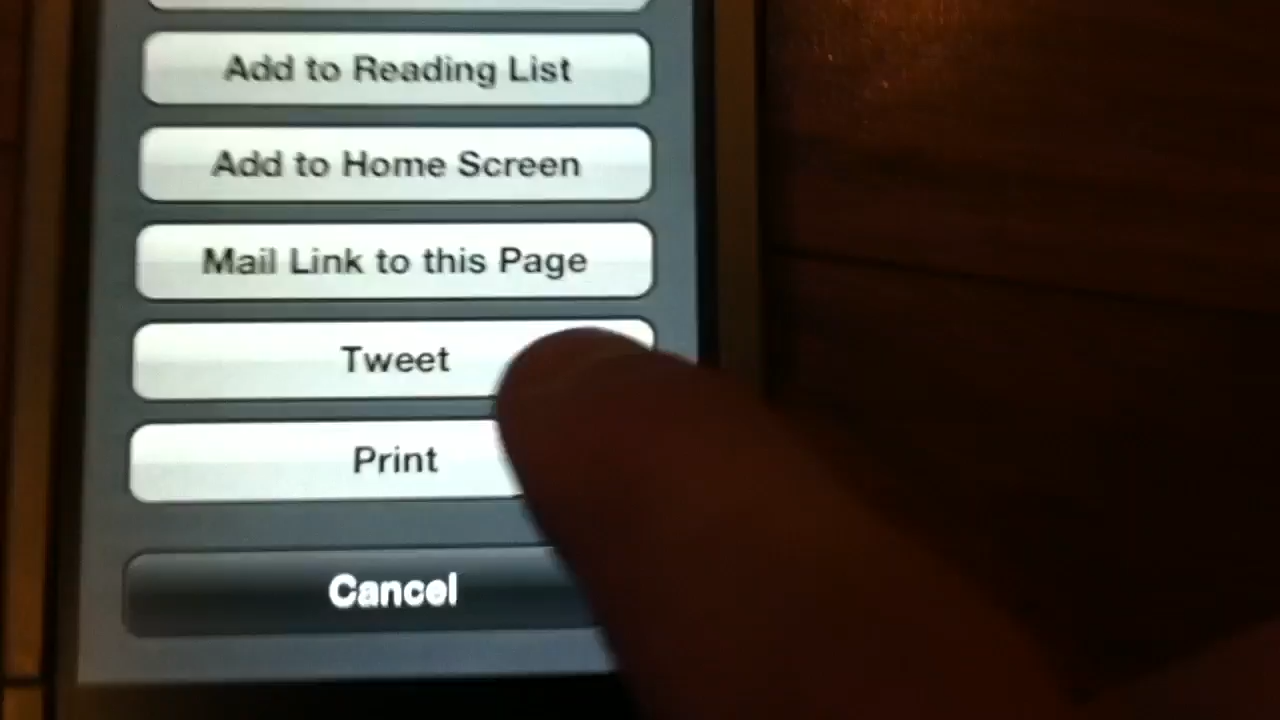 Add to Reading List
Add to Home Screen
Mail Link to this Page
Tweet
Print
Cancel